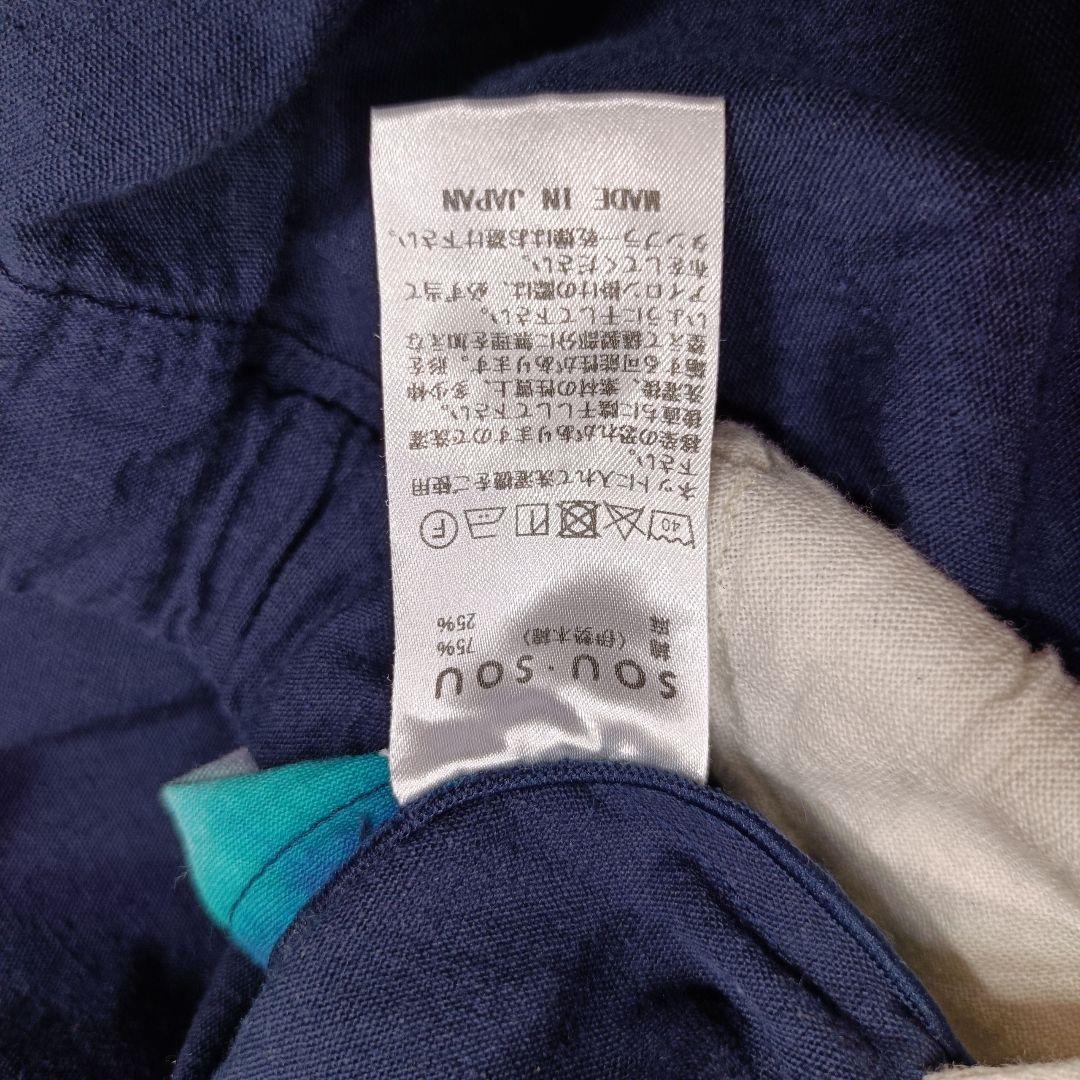 SOU・SOU
綿 (伊勢木綿) 75%
麻 25%
40 F
ネットに入れて洗濯機をご使用
下さい。
移染の恐れがありますので洗濯
後直ちに陰干しして下さい。
洗濯後、素材の性質上、多少伸
縮する可能性があります。形を
整えて縫製部分に無理を加えな
いように干して下さい。
アイロン掛けの際は、必ず当て
布をしてください。
タンブラー乾燥はお避け下さい。
MADE IN JAPAN